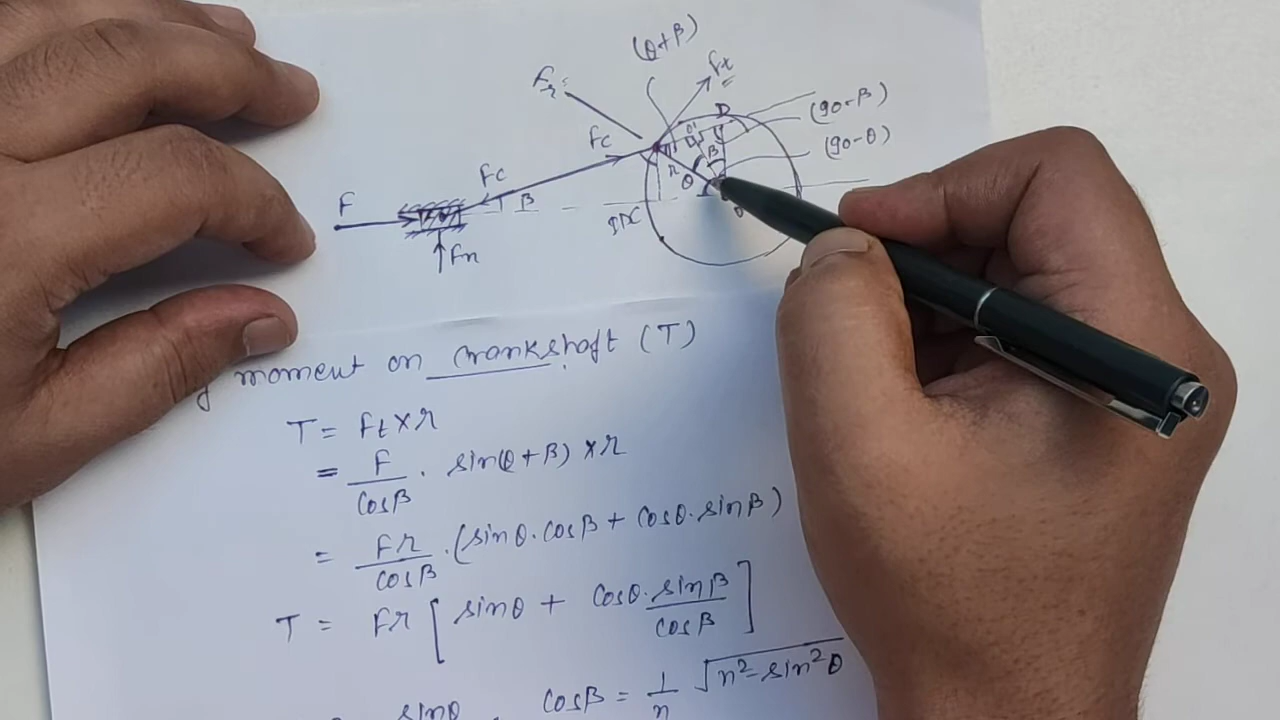 (θ+β)
Fr
Ft
D
(90-β)
(90-θ)
Fc
Fc
β
r
θ
F
β
IDC
Fn
moment on crankshaft (T)
T = Ft×r
= F/cosβ . sin(θ+β) ×r
= Fr/cosβ .(sinθ.cosβ + cosθ.sinβ)
T = Fr [sinθ + cosθ.sinβ/cosβ]
sinθ , cosβ = 1/n √n²-sin²θ